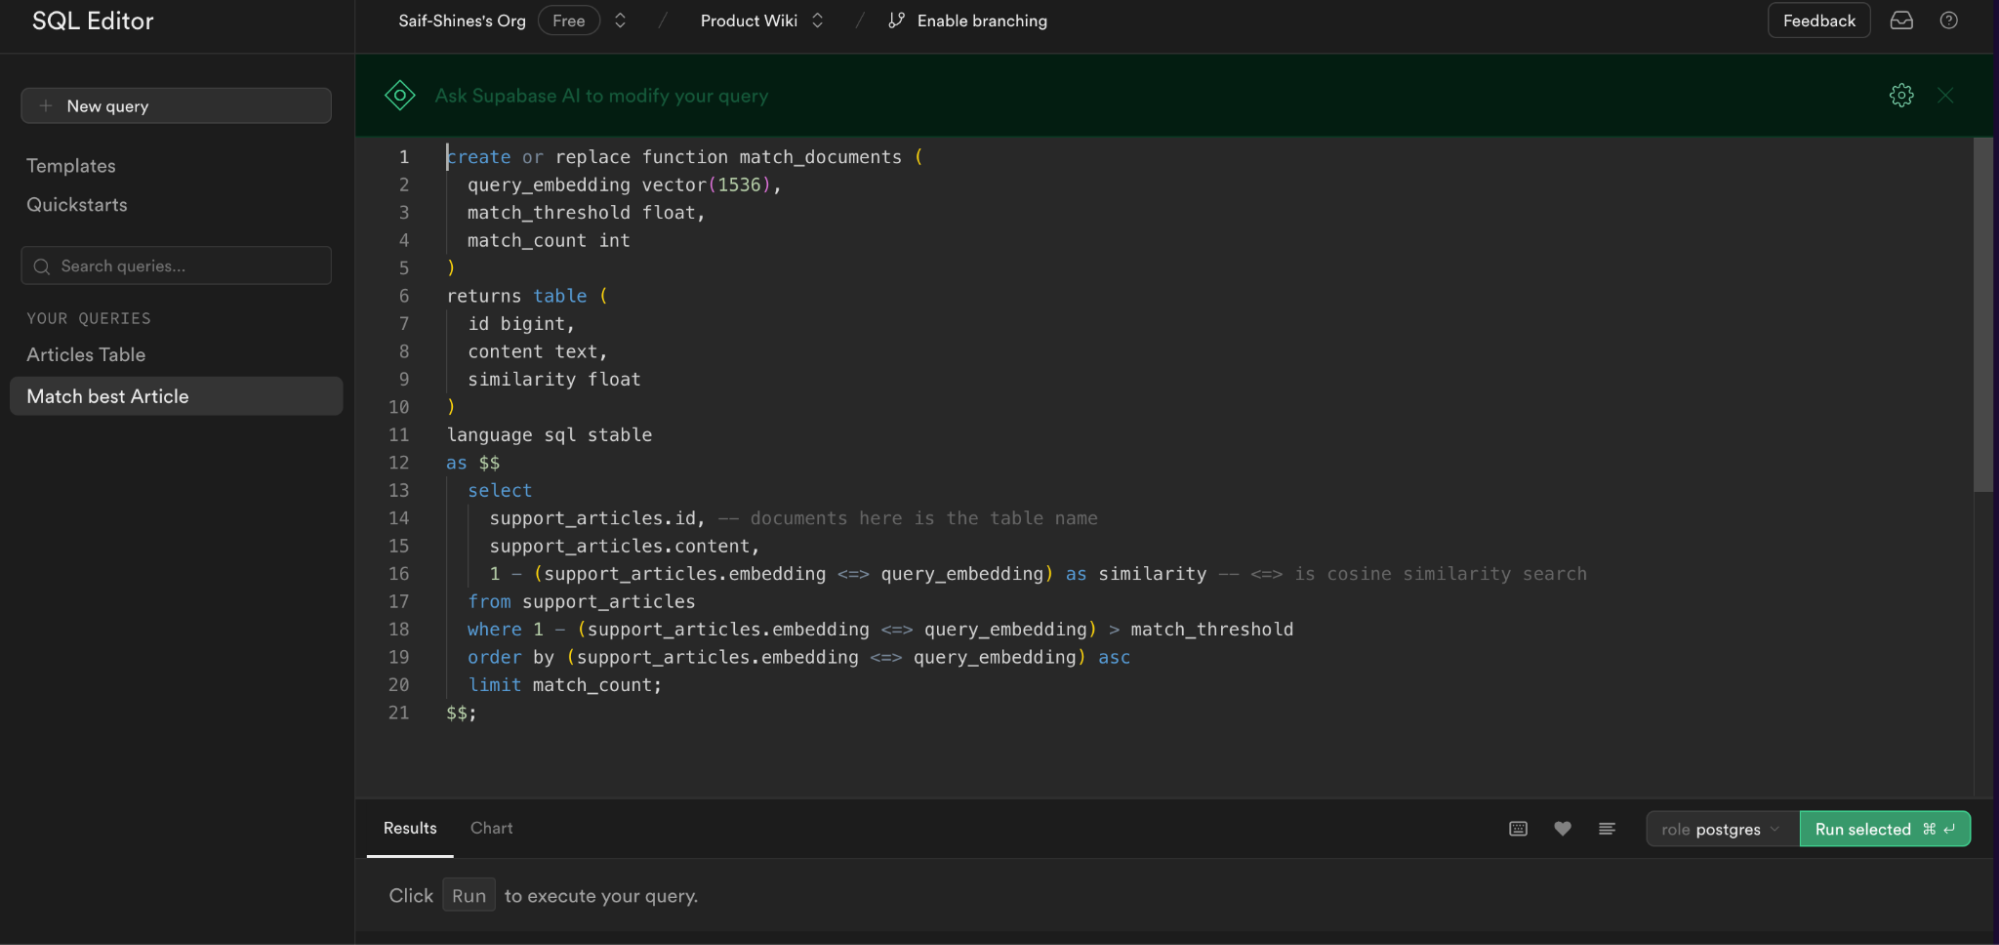 SQL Editor
Saif-Shines's Org Free / Product Wiki / Enable branching
Feedback
New query
Templates
Quickstarts
Search queries...
YOUR QUERIES
Articles Table
Match best Article
Ask Supabase AI to modify your query
1 create or replace function match_documents (
2   query_embedding vector(1536),
3   match_threshold float,
4   match_count int
5 )
6 returns table (
7   id bigint,
8   content text,
9   similarity float
10 )
11 language sql stable
12 as $$
13   select
14     support_articles.id, -- documents here is the table name
15     support_articles.content,
16     1 - (support_articles.embedding <=> query_embedding) as similarity -- <=> is cosine similarity search
17   from support_articles
18   where 1 - (support_articles.embedding <=> query_embedding) > match_threshold
19   order by (support_articles.embedding <=> query_embedding) asc
20   limit match_count;
21 $$;
Results Chart
role postgres
Run selected ⌘ ↵
Click Run to execute your query.